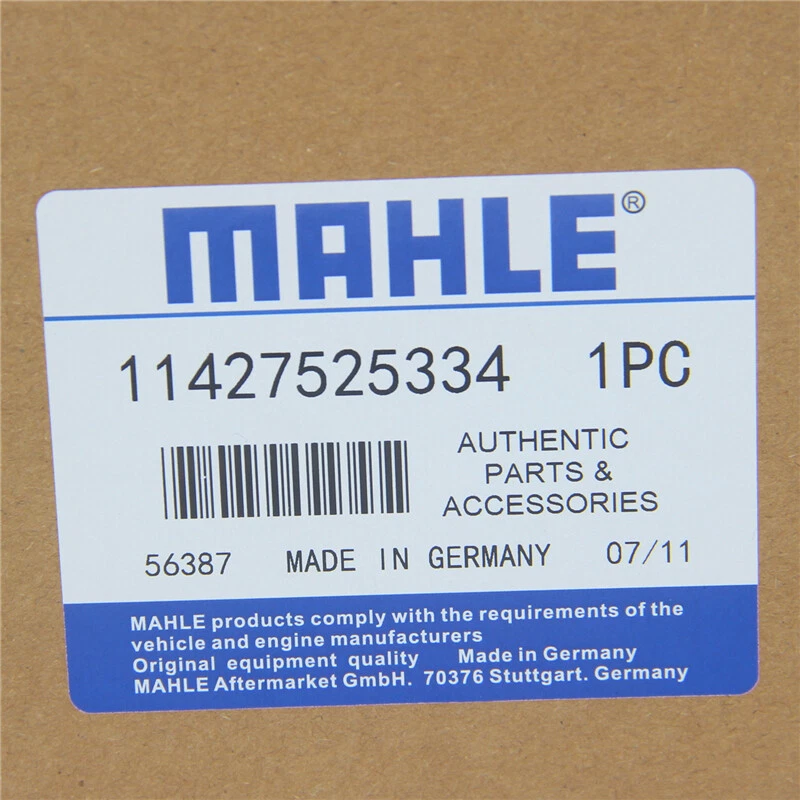 MAHLE®
11427525334 1PC
AUTHENTIC
PARTS &
ACCESSORIES
56387 MADE IN GERMANY 07/11
MAHLE products comply with the requirements of the
vehicle and engine manufacturers
Original equipment quality Made in Germany
MAHLE Aftermarket GmbH. 70376 Stuttgart. Germany